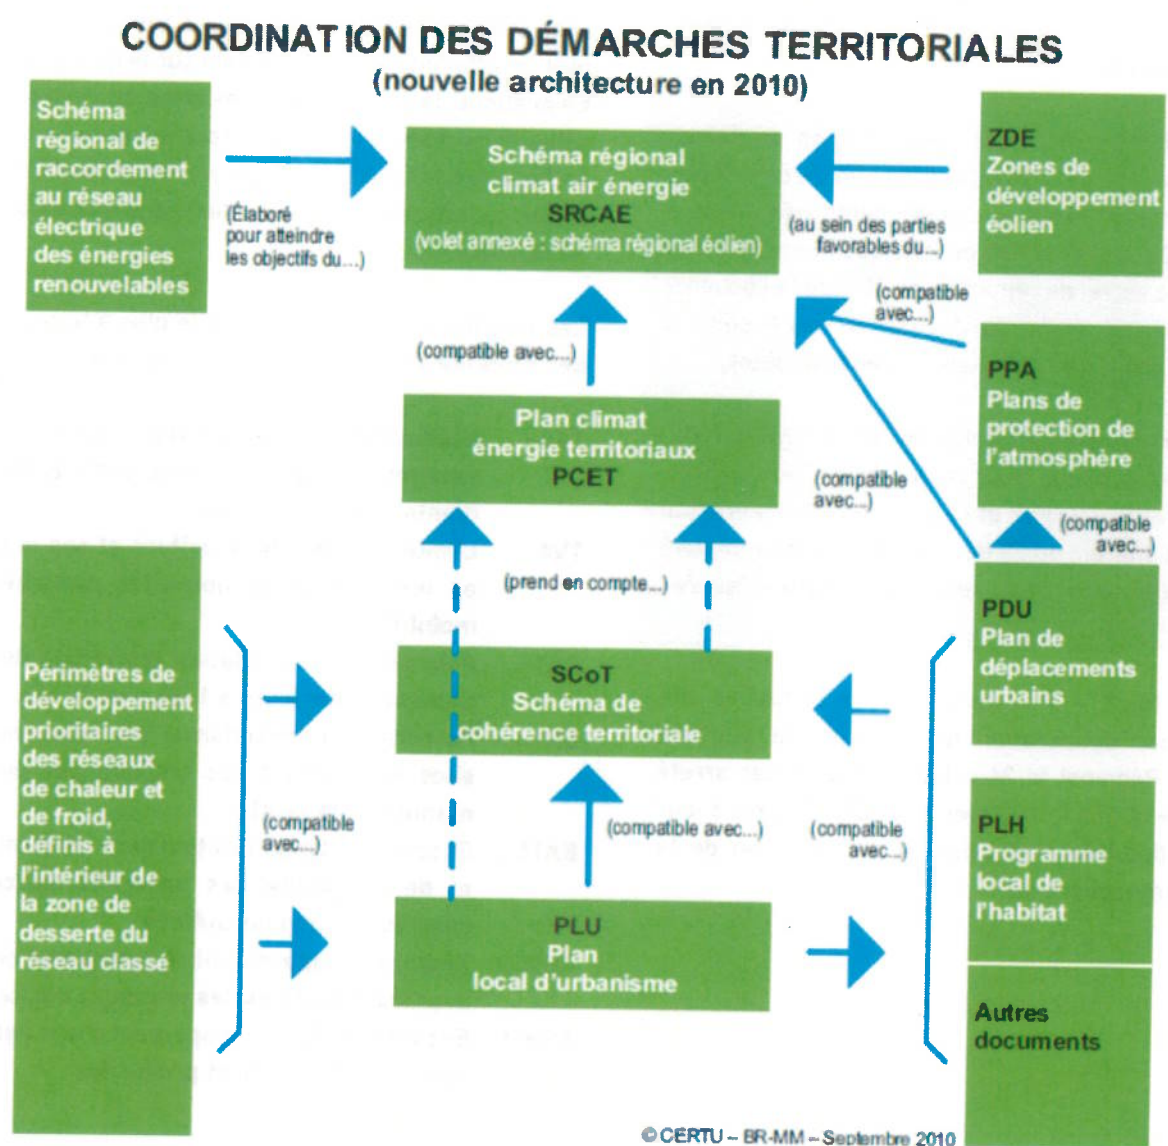 COORDINATION DES DÉMARCHES TERRITORIALES
(nouvelle architecture en 2010)
Schéma
régional de
raccordement
au réseau
électrique
des énergies
renouvelables
(Élaboré
pour atteindre
les objectifs du...)
Schéma régional
climat air énergie
SRCAE
(volet annexé : schéma régional éolien)
(au sein des parties
favorables du...)
ZDE
Zones de
développement
éolien
(compatible
avec...)
(compatible avec...)
PPA
Plans de
protection de
l'atmosphère
Plan climat
énergie territoriaux
PCET
(compatible
avec...)
(compatible
avec...)
(prend en compte...)
PDU
Plan de
déplacements
urbains
Périmètres de
développement
prioritaires
des réseaux
de chaleur et
de froid,
définis à
l'intérieur de
la zone de
desserte du
réseau classé
SCoT
Schéma de
cohérence territoriale
(compatible
avec...)
(compatible avec...)
(compatible
avec...)
PLH
Programme
local de
l'habitat
PLU
Plan
local d'urbanisme
Autres
documents
© CERTU – BR-MM – Septembre 2010